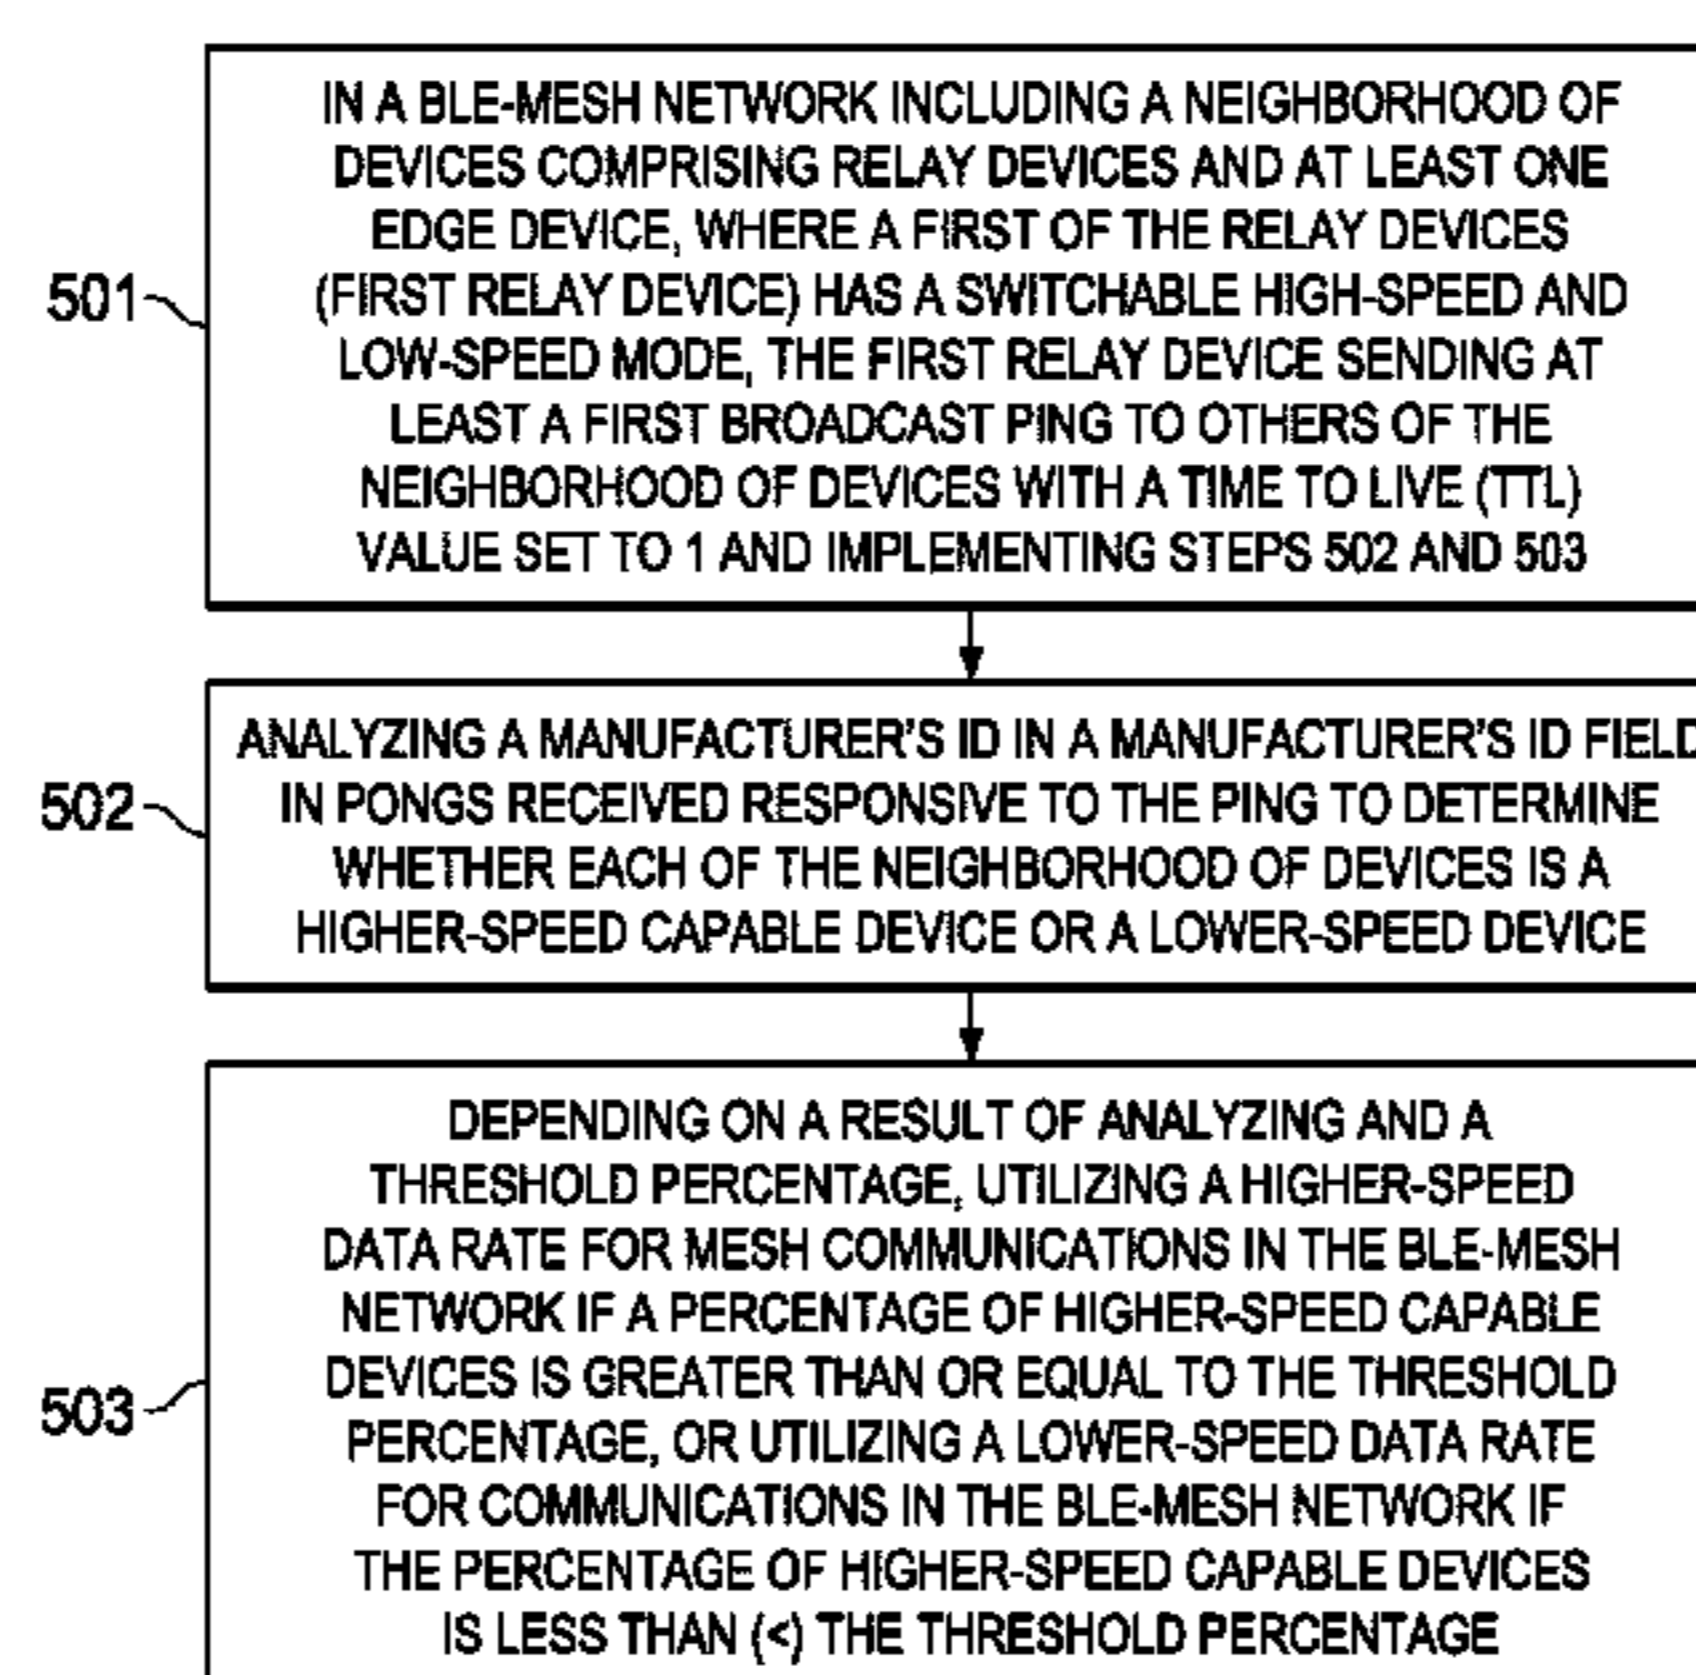 IN A BLE-MESH NETWORK INCLUDING A NEIGHBORHOOD OF
DEVICES COMPRISING RELAY DEVICES AND AT LEAST ONE
EDGE DEVICE, WHERE A FIRST OF THE RELAY DEVICES
501
(FIRST RELAY DEVICE) HAS A SWITCHABLE HIGH-SPEED AND
LOW-SPEED MODE, THE FIRST RELAY DEVICE SENDING AT
LEAST A FIRST BROADCAST PING TO OTHERS OF THE
NEIGHBORHOOD OF DEVICES WITH A TIME TO LIVE (TTL)
VALUE SET TO 1 AND IMPLEMENTING STEPS 502 AND 503
ANALYZING A MANUFACTURER'S ID IN A MANUFACTURER'S ID FIELD
502
IN PONGS RECEIVED RESPONSIVE TO THE PING TO DETERMINE
WHETHER EACH OF THE NEIGHBORHOOD OF DEVICES IS A
HIGHER-SPEED CAPABLE DEVICE OR A LOWER-SPEED DEVICE
DEPENDING ON A RESULT OF ANALYZING AND A
THRESHOLD PERCENTAGE, UTILIZING A HIGHER-SPEED
DATA RATE FOR MESH COMMUNICATIONS IN THE BLE-MESH
NETWORK IF A PERCENTAGE OF HIGHER-SPEED CAPABLE
DEVICES IS GREATER THAN OR EQUAL TO THE THRESHOLD
503
PERCENTAGE, OR UTILIZING A LOWER-SPEED DATA RATE
FOR COMMUNICATIONS IN THE BLE-MESH NETWORK IF
THE PERCENTAGE OF HIGHER-SPEED CAPABLE DEVICES
IS LESS THAN (<) THE THRESHOLD PERCENTAGE